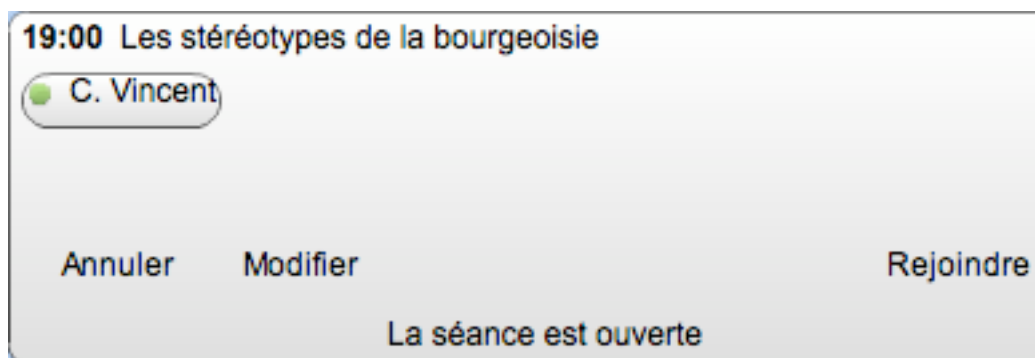 19:00 Les stéréotypes de la bourgeoisie
C. Vincent
Annuler Modifier Rejoindre
La séance est ouverte